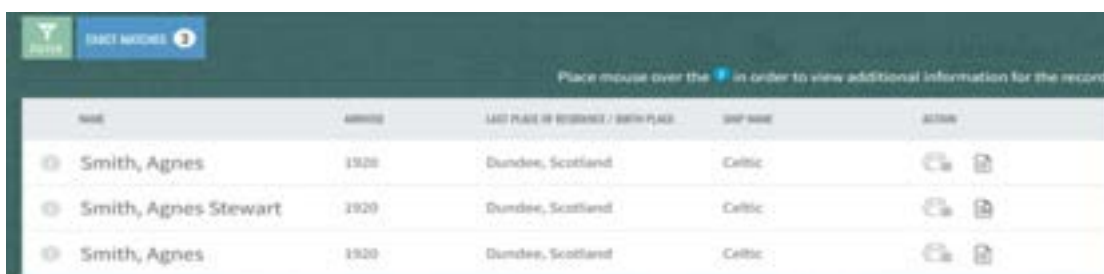 FILTER EXACT MATCHES 3
Place mouse over the ? in order to view additional information for the record
NAME ARRIVED LAST PLACE OF RESIDENCE / BIRTH PLACE SHIP NAME ACTION
Smith, Agnes 1920 Dundee, Scotland Celtic
Smith, Agnes Stewart 1920 Dundee, Scotland Celtic
Smith, Agnes 1920 Dundee, Scotland Celtic